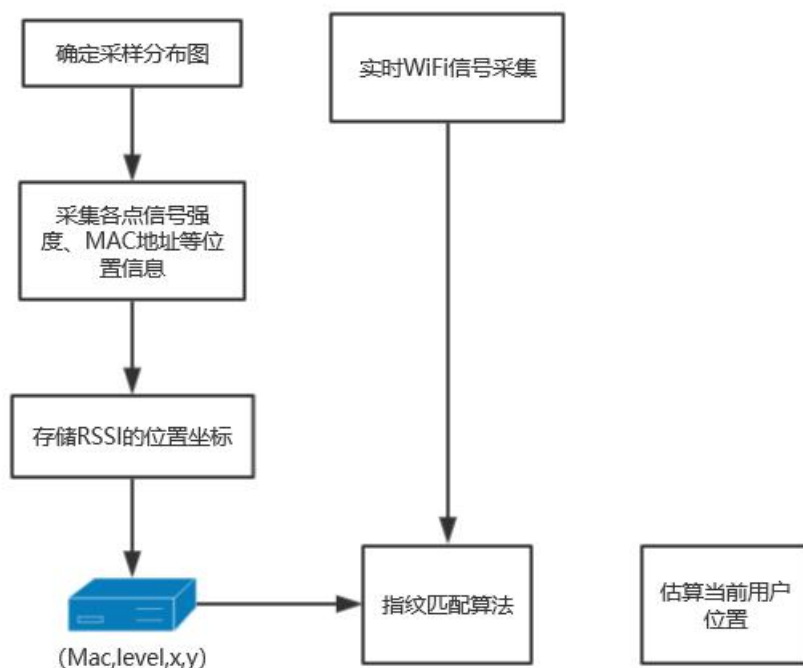 确定采样分布图
实时WiFi信号采集
采集各点信号强
度、MAC地址等位
置信息
存储RSSI的位置坐标
指纹匹配算法
估算当前用户
位置
(Mac,level,x,y)